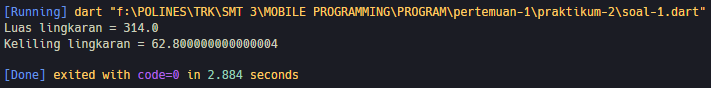 [Running] dart "f:\POLINES\TRK\SMT 3\MOBILE PROGRAMMING\PROGRAM\pertemuan-1\praktikum-2\soal-1.dart"
Luas lingkaran = 314.0
Keliling lingkaran = 62.800000000000004
[Done] exited with code=0 in 2.884 seconds